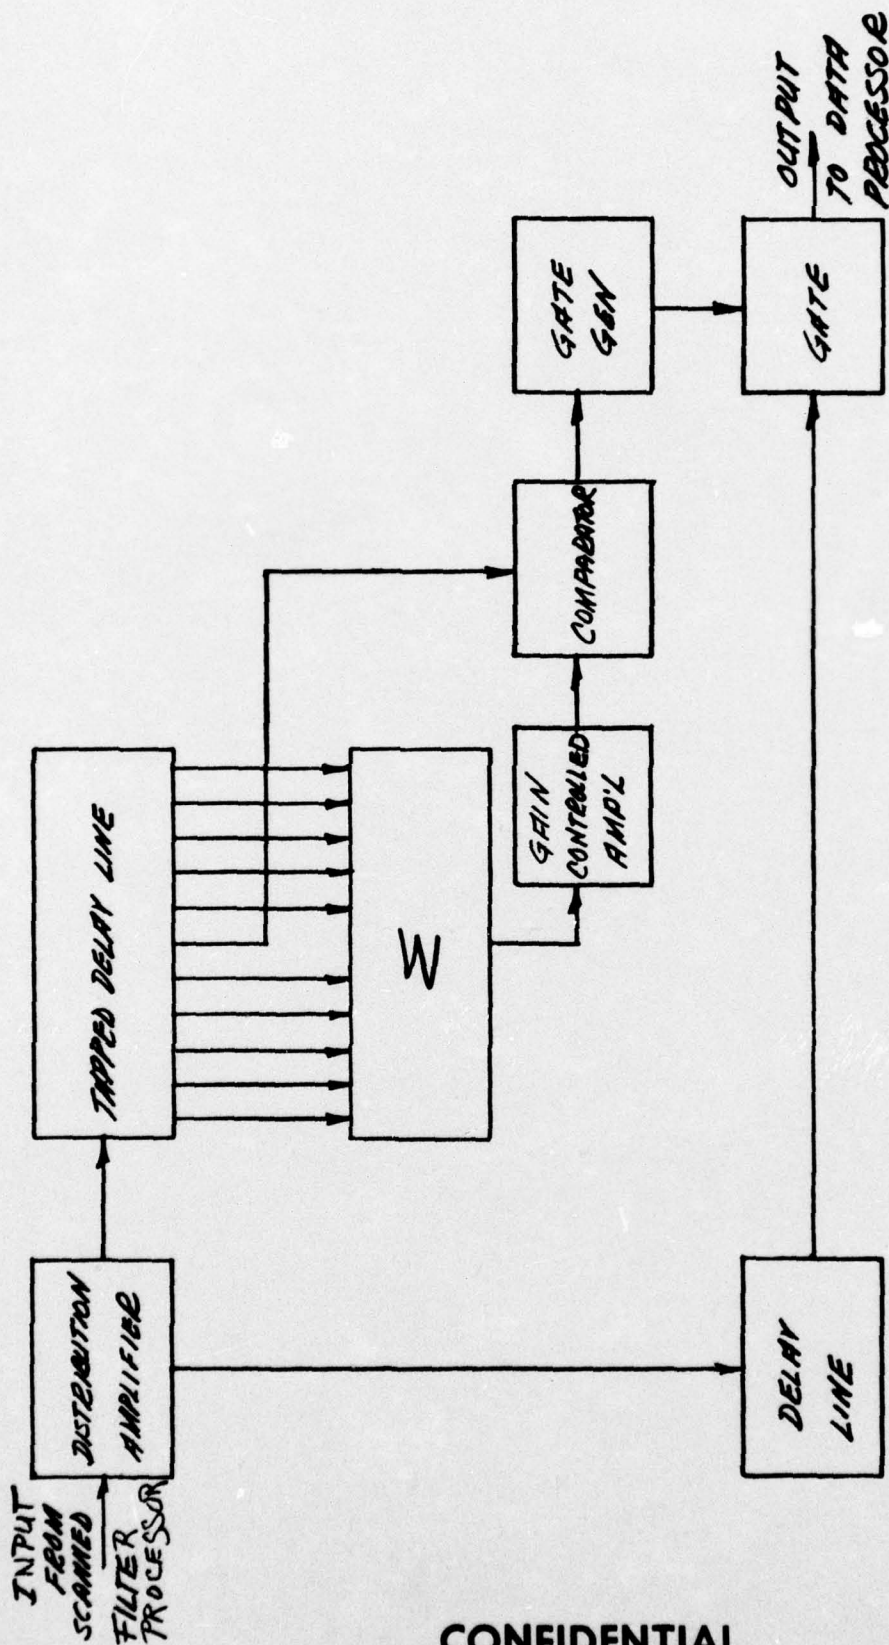 INPUT
FROM
SCANNED
FILTER
PROCESSOR
DISTRIBUTION
AMPLIFIER
TAPPED DELAY LINE
Σ
GAIN
CONTROLLED
AMP'L
COMPARATOR
GATE
GEN
DELAY
LINE
GATE
OUTPUT
TO DATA
PROCESSOR
CONFIDENTIAL